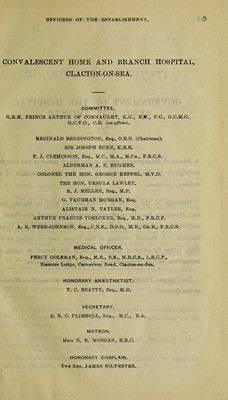 OFFICERS OF THE ESTABLISHMENT.
CONVALESCENT HOME AND BRANCH HOSPITAL,
CLACTON-ON-SEA.
COMMITTEE.
H.R.H. PRINCE ARTHUR OF CONNAUGHT, K.G., K.T., P.C., G.C.M.G.,
G.C.V.O., C.B. (ex-officio).
REGINALD BEDDINGTON, Esq., O.B.E. (Chairman).
SIR JOSEPH BURN, K.B.E.
F. J. CLEMINSON, Esq., M.C., M.A., M.Ch., F.R.C.S.
ALDERMAN A. E. HUGHES.
COLONEL THE HON. GEORGE KEPPEL, M.V.O.
THE HON. URSULA LAWLEY.
R. J. MELLER, Esq., M.P.
G. VAUGHAN MORGAN, Esq.
ALISTAIR N. TAYLER, Esq.
ARTHUR FRANCIS VOELCKER, Esq., M.D., F.R.C.P.
A. E. WEBB-JOHNSON, Esq., C.B.E., D.S.O., M.B., Ch.B., F.R.C.S.
MEDICAL OFFICER.
PERCY COLEMAN, Esq., M.B., B.S., M.R.C.S., L.R.C.P.,
Ellamore Lodge, Carnarvon Road, Clacton-on-Sea.
HONORARY ANÆSTHETIST.
T. C. BEATTY, Esq., M.D.
SECRETARY.
S. R. C. PLIMSOLL, Esq., M.C., B.A.
MATRON.
Miss G. E. MORGAN, R.R.C.
HONORARY CHAPLAIN.
THE REV. JAMES SILVESTER.